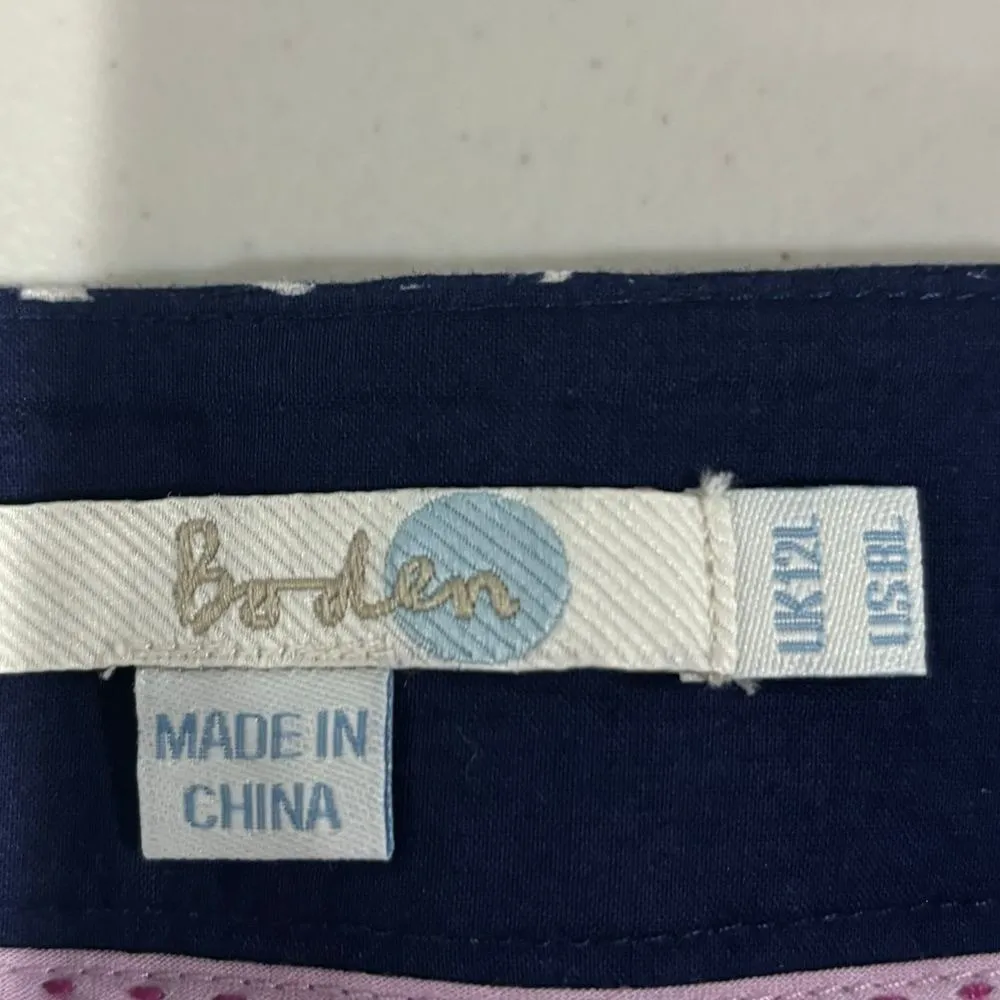 Boden
UK12L
US8L
MADE IN
CHINA